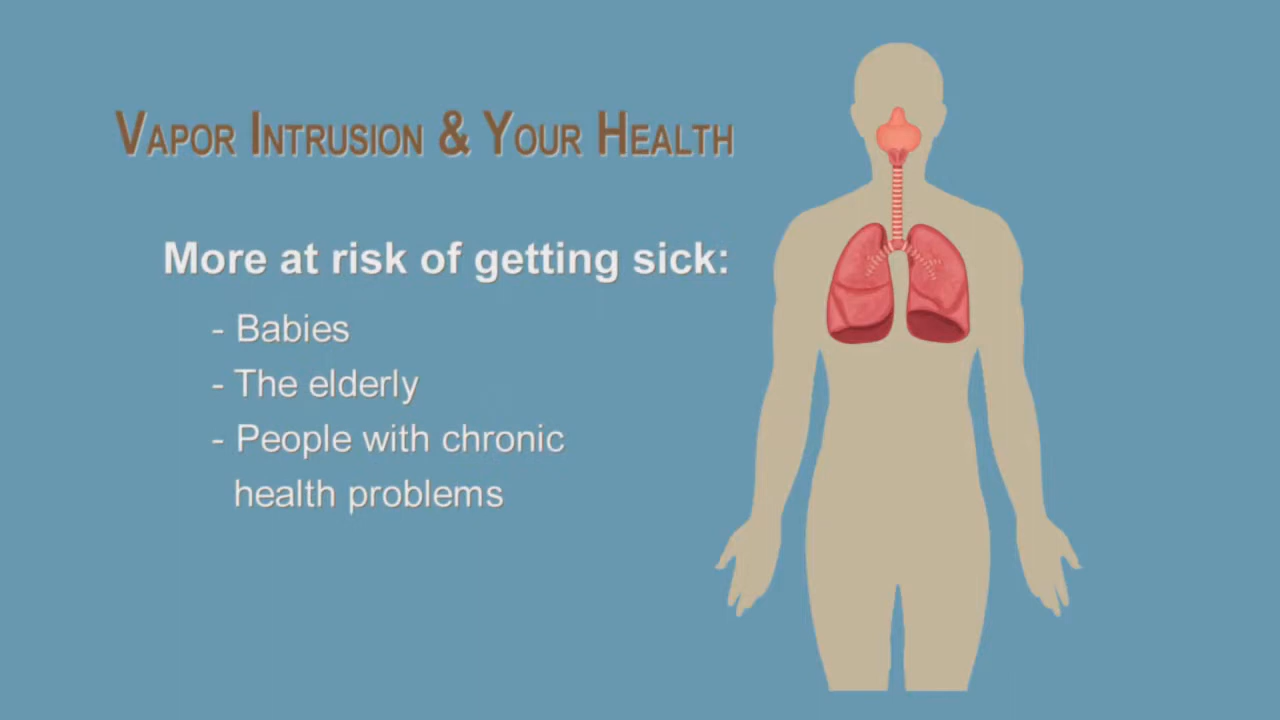 VAPOR INTRUSION & YOUR HEALTH
More at risk of getting sick:
- Babies
- The elderly
- People with chronic
health problems